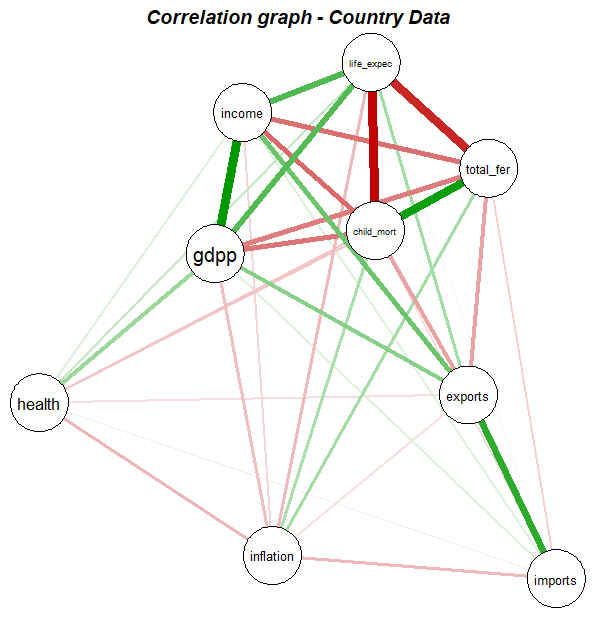 Correlation graph - Country Data
life_expec
income
total_fer
child_mort
gdpp
exports
health
inflation
imports